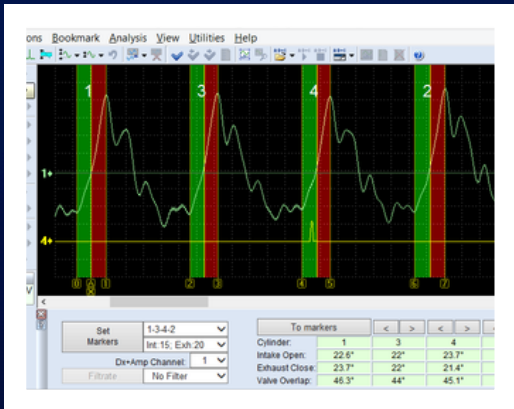 ons Bookmark Analysis View Utilities Help
1 3 4 2
1
4
0 1 2 3 4 5 6 7
V
Set Markers 1-3-4-2 To markers < > < >
Int:15; Exh:20 Cylinder: 1 3 4
Dx+Amp Channel: 1 Intake Open: 22.6° 22° 23.7°
Filtrate No Filter Exhaust Close: 23.7° 22° 21.4°
Valve Overlap: 46.3° 44° 45.1°